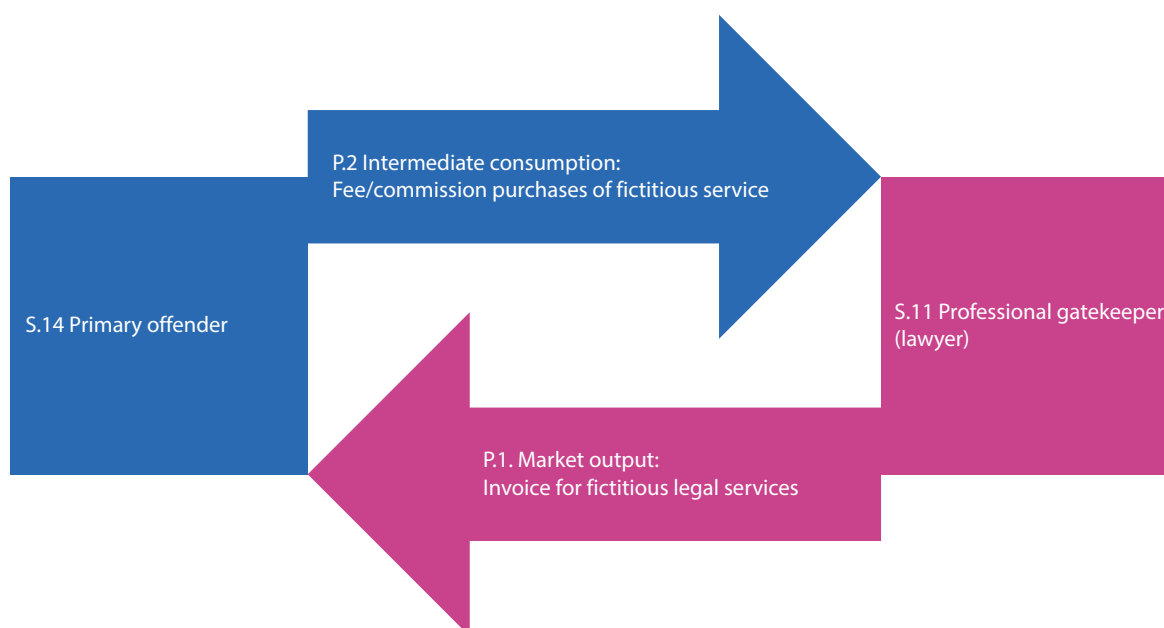 P.2 Intermediate consumption:
Fee/commission purchases of fictitious service
S.14 Primary offender
S.11 Professional gatekeeper
(lawyer)
P.1. Market output:
Invoice for fictitious legal services